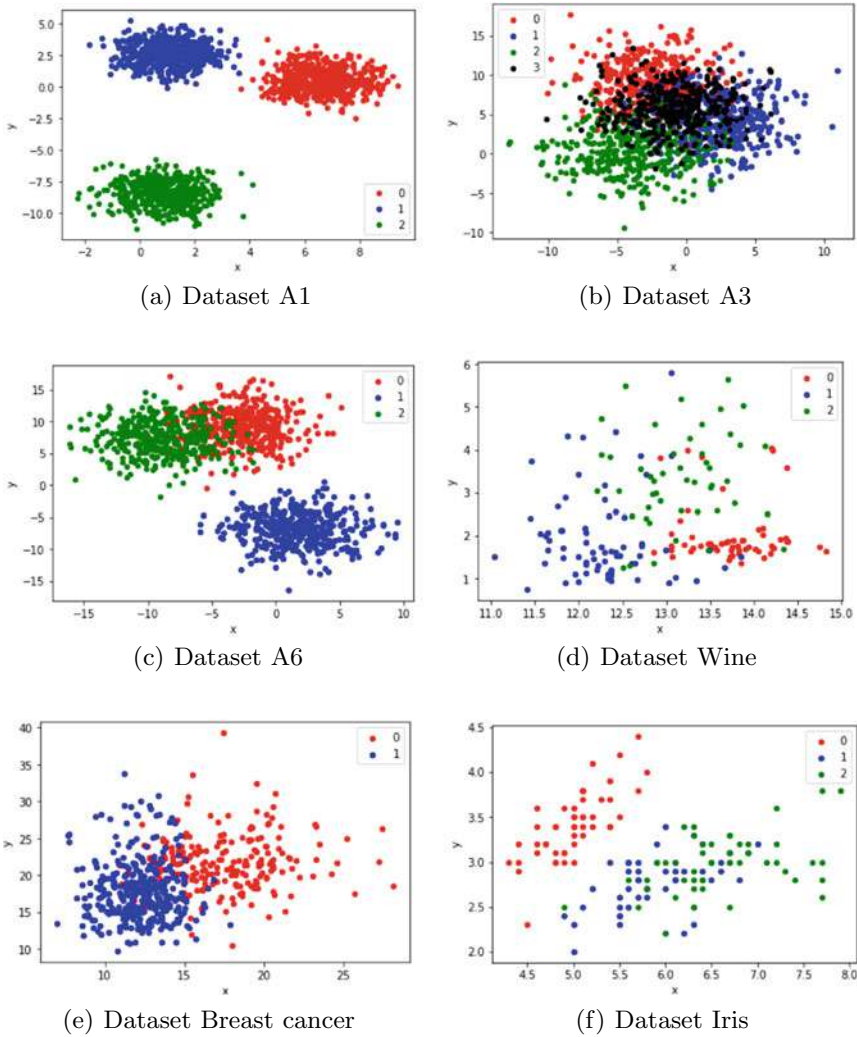 5.0
2.5
0.0
−2.5
−5.0
−7.5
−10.0
y
−2 0 2 4 6 8
x
0
1
2
(a) Dataset A1
15
10
5
0
−5
−10
y
−10 −5 0 5 10
x
0
1
2
3
(b) Dataset A3
15
10
5
0
−5
−10
−15
y
−15 −10 −5 0 5 10
x
0
1
2
(c) Dataset A6
6
5
4
3
2
1
y
11.0 11.5 12.0 12.5 13.0 13.5 14.0 14.5 15.0
x
0
1
2
(d) Dataset Wine
40
35
30
25
20
15
10
y
10 15 20 25
x
0
1
(e) Dataset Breast cancer
4.5
4.0
3.5
3.0
2.5
2.0
y
4.5 5.0 5.5 6.0 6.5 7.0 7.5 8.0
x
0
1
2
(f) Dataset Iris